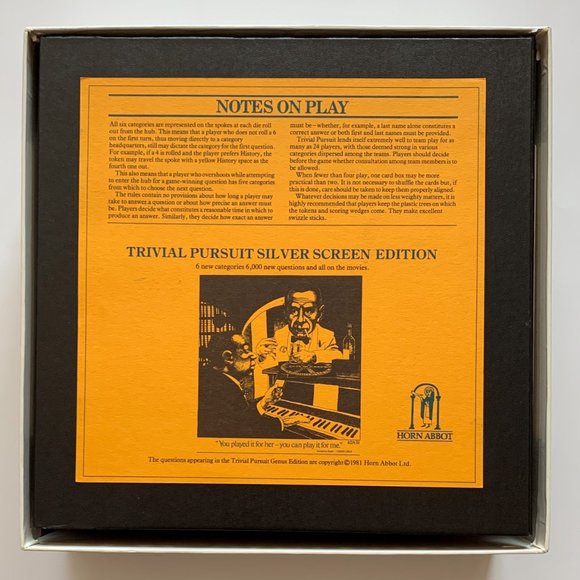 NOTES ON PLAY
All six categories are represented on the spokes at each die roll
out from the hub. This means that a player who does not roll a 6
on the first turn, thus moving directly to a category
headquarters, still may dictate the category for the first question.
For example, if a 4 is rolled and the player prefers History, the
token may travel the spoke with a yellow History space as the
fourth one out.
This also means that a player who overshoots while attempting
to enter the hub for a game-winning question has five categories
from which to choose the next question.
The rules contain no provisions about how long a player may
take to answer a question or about how precise an answer must
be. Players decide what constitutes a reasonable time in which to
produce an answer. Similarly, they decide how exact an answer
must be—whether, for example, a last name alone constitutes a
correct answer or both first and last names must be provided.
Trivial Pursuit lends itself extremely well to team play for as
many as 24 players, with those deemed strong in various
categories dispersed among the teams. Players should decide
before the game whether consultation among team members is to
be allowed.
When fewer than four play, one card box may be more
practical than two. It is not necessary to shuffle the cards but, if
this is done, care should be taken to keep them properly aligned.
Whatever decisions may be made on less weighty matters, it is
highly recommended that players keep the plastic trees on which
the tokens and scoring wedges come. They make excellent
swizzle sticks.
TRIVIAL PURSUIT SILVER SCREEN EDITION
6 new categories 6,000 new questions and all on the movies.
"You played it for her—you can play it for me."
HORN ABBOT
The questions appearing in the Trivial Pursuit Genus Edition are copyright ©1981 Horn Abbot Ltd.